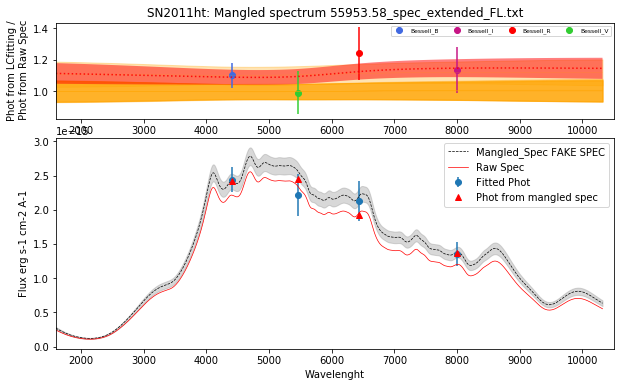 SN2011ht: Mangled spectrum 55953.58_spec_extended_FL.txt
Phot from LCfitting /
Phot from Raw Spec
1.4
1.2
1.0
Bessell_B
Bessell_I
Bessell_R
Bessell_V
2000 3000 4000 5000 6000 7000 8000 9000 10000
Flux erg s-1 cm-2 A-1
3.0
2.5
2.0
1.5
1.0
0.5
0.0
Mangled_Spec FAKE SPEC
Raw Spec
Fitted Phot
Phot from mangled spec
2000 3000 4000 5000 6000 7000 8000 9000 10000
Wavelenght